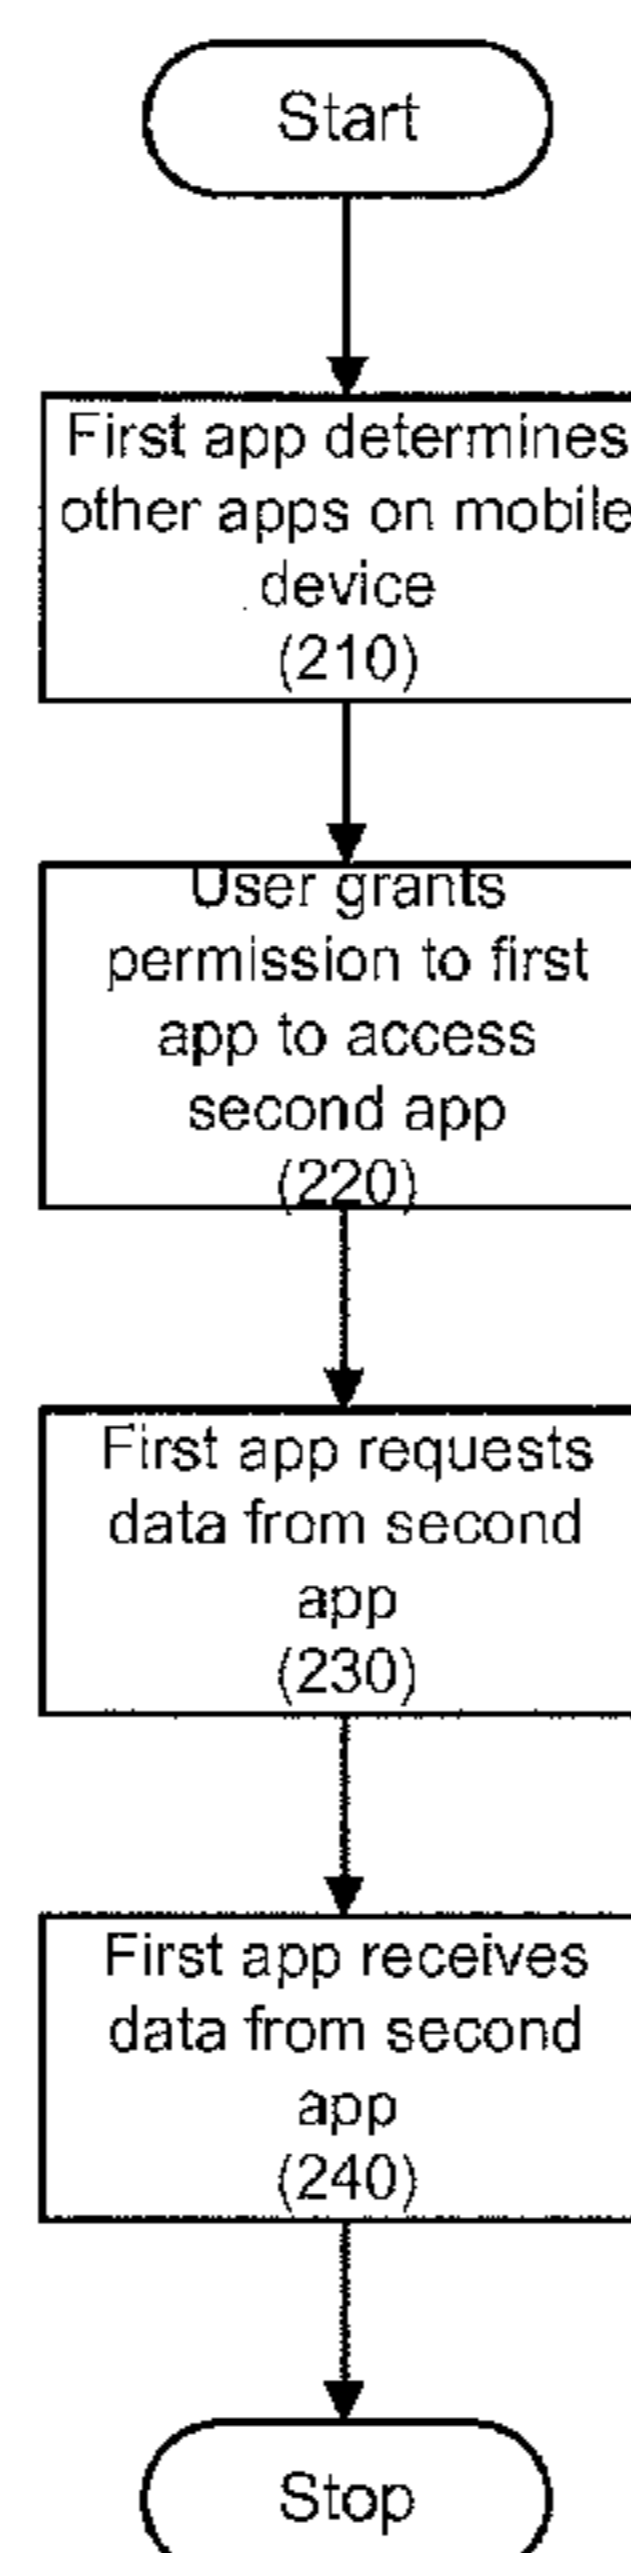 Start
First app determines
other apps on mobile
device
(210)
User grants
permission to first
app to access
second app
(220)
First app requests
data from second
app
(230)
First app receives
data from second
app
(240)
Stop